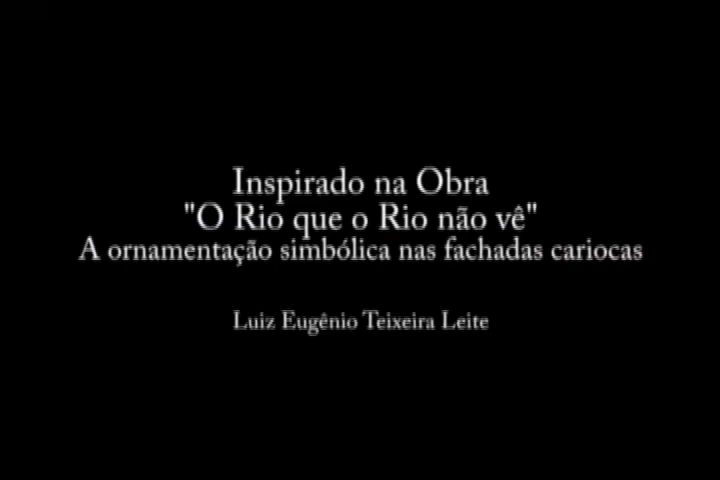 Inspirado na Obra
"O Rio que o Rio não vê"
A ornamentação simbólica nas fachadas cariocas
Luiz Eugênio Teixeira Leite